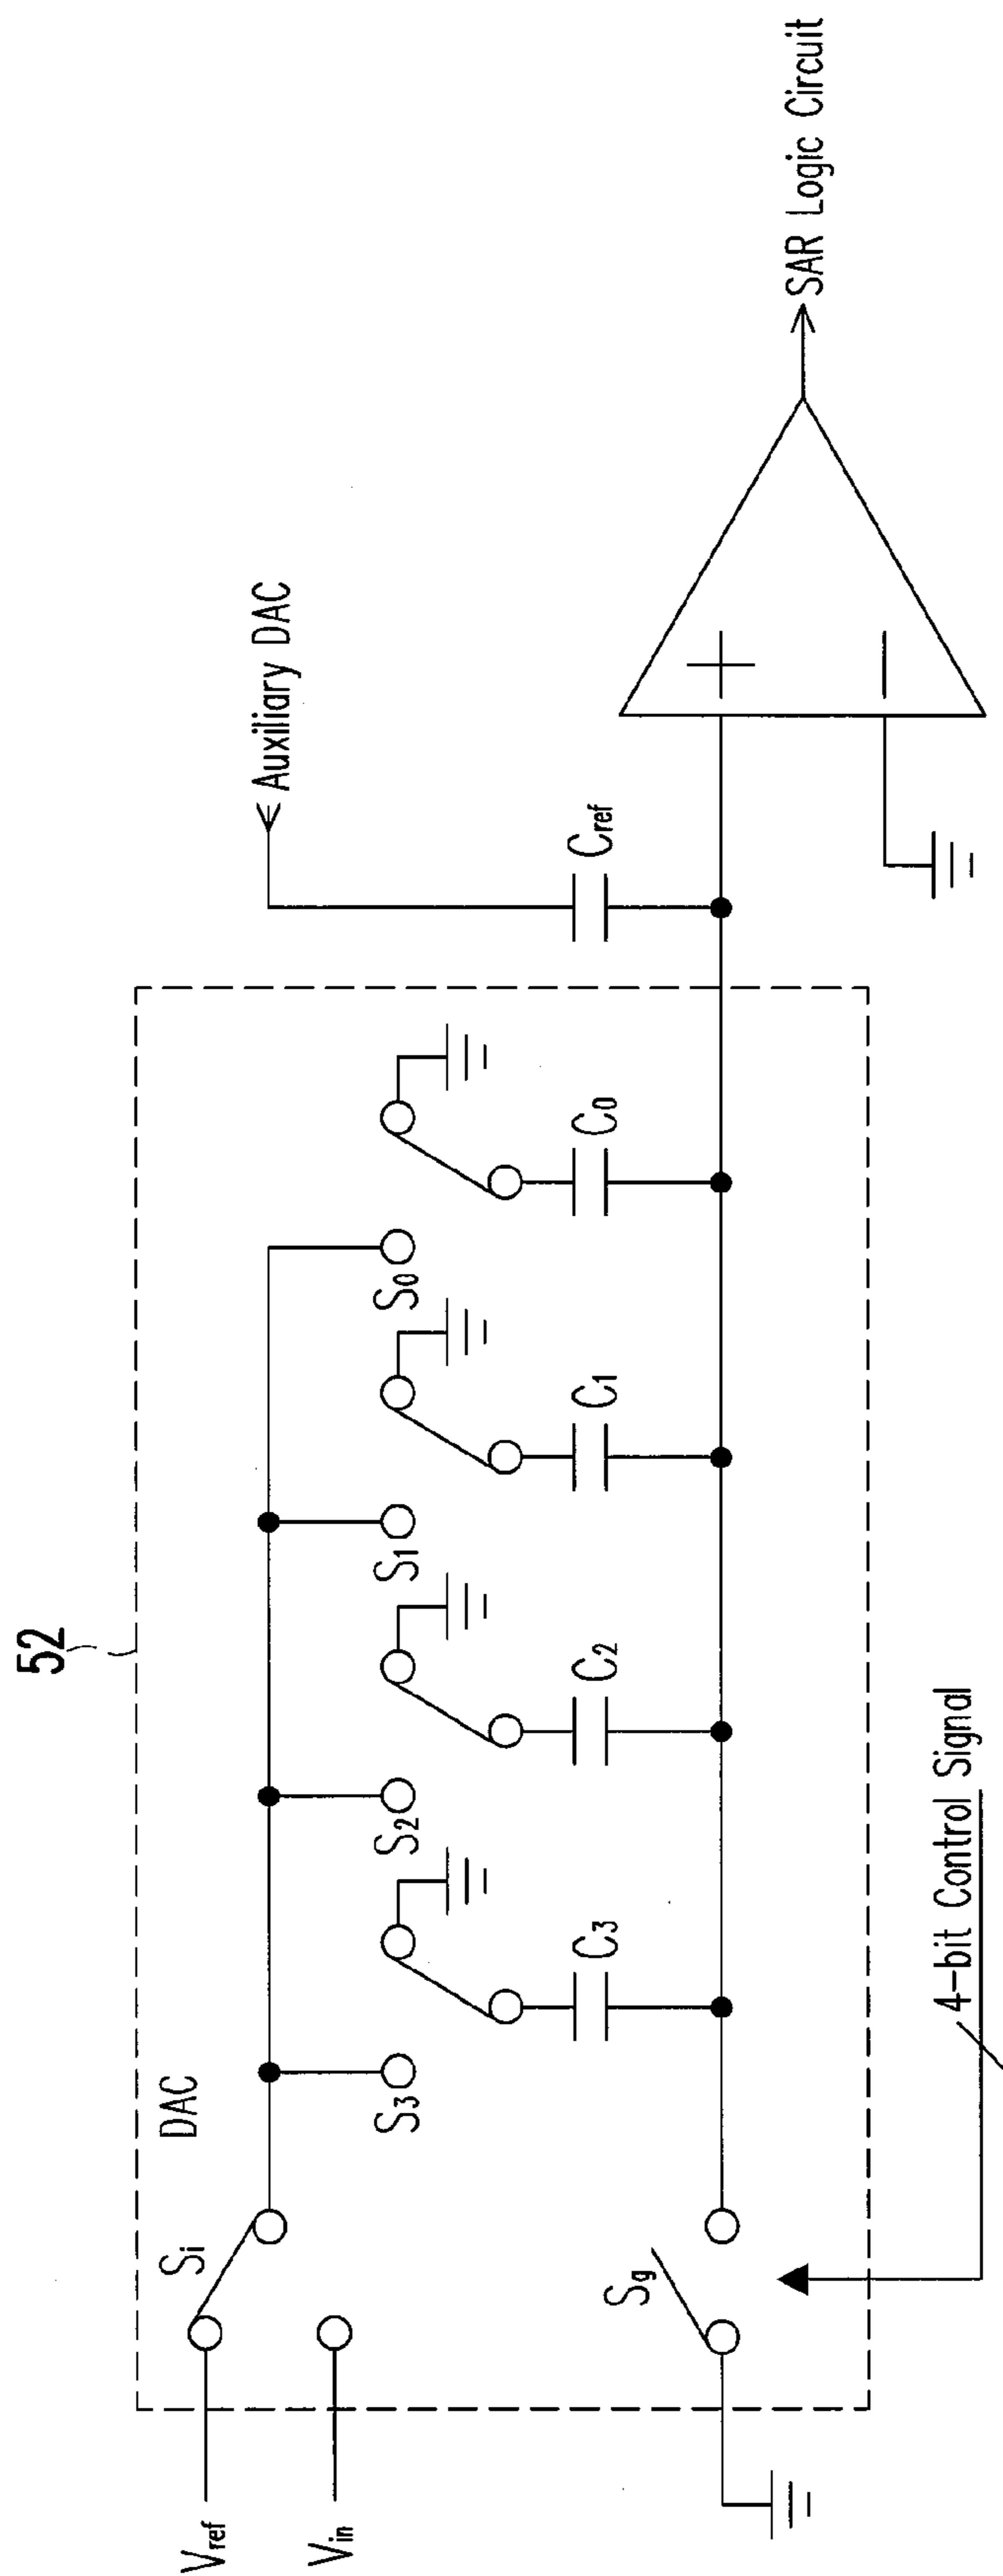 52
DAC
Vref
Vin
Si
S3
S2
S1
S0
C3
C2
C1
C0
Sg
Cref
Auxiliary DAC
SAR Logic Circuit
4-bit Control Signal